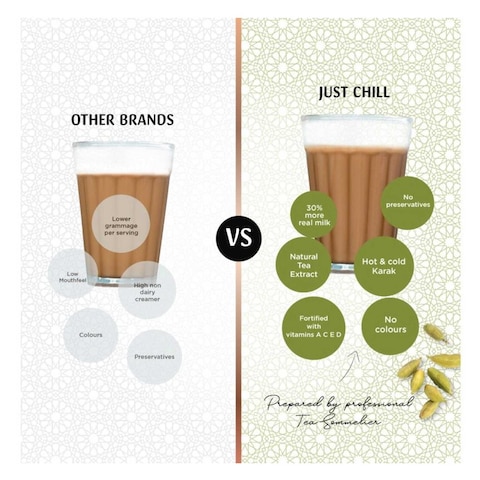 OTHER BRANDS
Lower
grammage
per serving
Low
Mouthfeel
High non
dairy
creamer
Colours
Preservatives
VS
JUST CHILL
30%
more
real milk
No
preservatives
Natural
Tea
Extract
Hot & cold
Karak
Fortified
with
vitamins A C E D
No
colours
Prepared by professional
Tea Sommelier